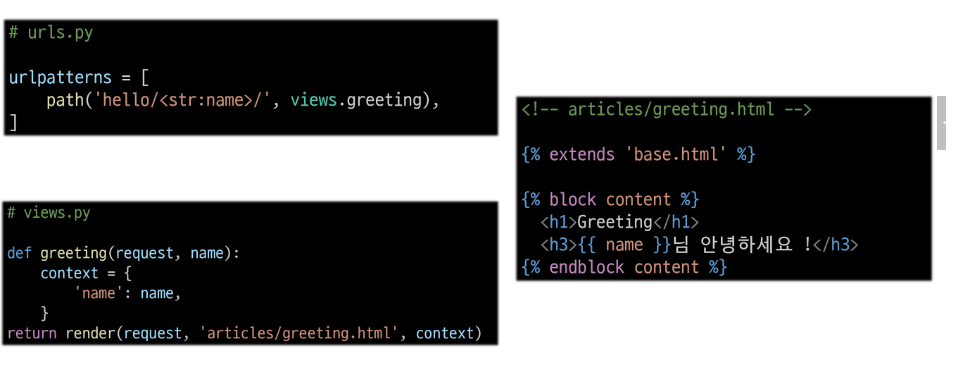 # urls.py
urlpatterns = [
    path('hello/<str:name>/', views.greeting),
]
# views.py
def greeting(request, name):
    context = {
        'name': name,
    }
return render(request, 'articles/greeting.html', context)
<!-- articles/greeting.html -->
{% extends 'base.html' %}
{% block content %}
  <h1>Greeting</h1>
  <h3>{{ name }}님 안녕하세요 !</h3>
{% endblock content %}